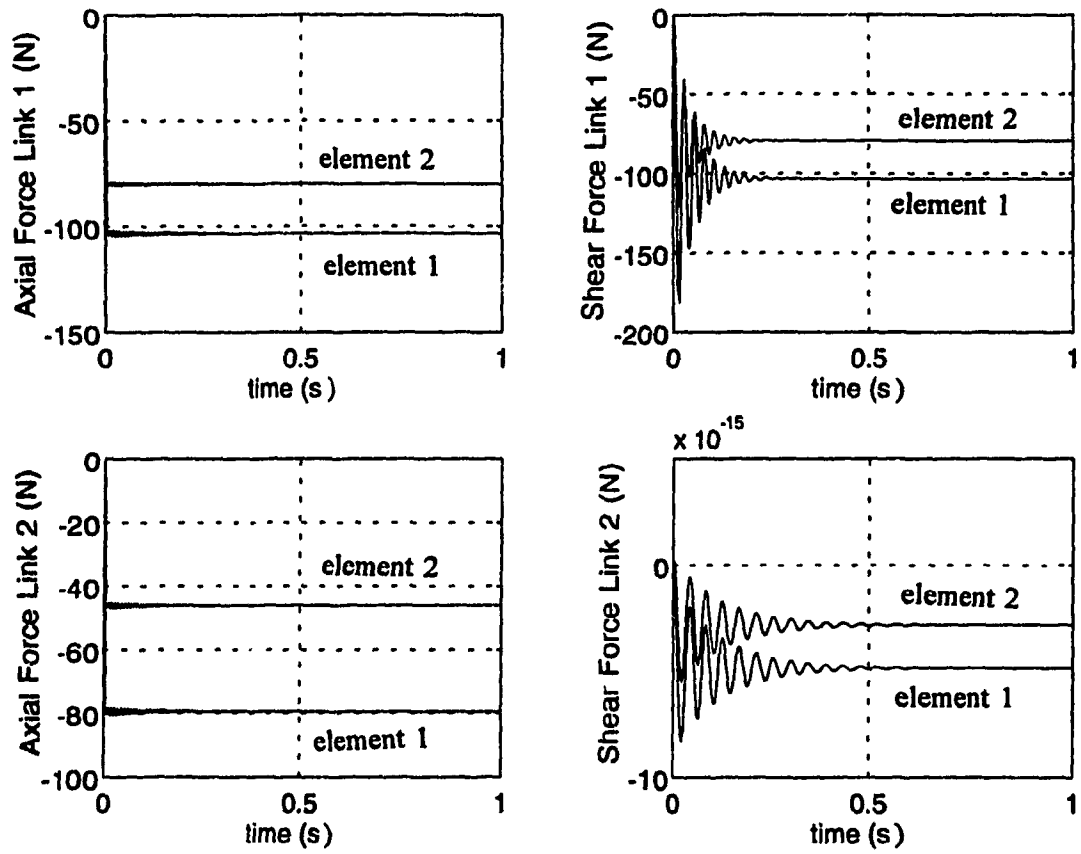 Axial Force Link 1 (N)
0
-50
-100
-150
element 2
element 1
0
0.5
1
time (s)
Shear Force Link 1 (N)
0
-50
-100
-150
-200
element 2
element 1
0
0.5
1
time (s)
Axial Force Link 2 (N)
0
-20
-40
-60
-80
-100
element 2
element 1
0
0.5
1
time (s)
x 10^-15
Shear Force Link 2 (N)
0
-10
element 2
element 1
0
0.5
1
time (s)